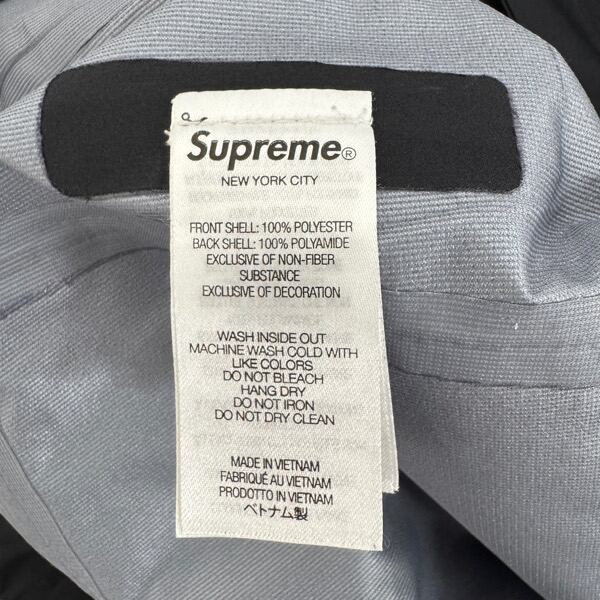 Supreme®
NEW YORK CITY
FRONT SHELL: 100% POLYESTER
BACK SHELL: 100% POLYAMIDE
EXCLUSIVE OF NON-FIBER
SUBSTANCE
EXCLUSIVE OF DECORATION
WASH INSIDE OUT
MACHINE WASH COLD WITH
LIKE COLORS
DO NOT BLEACH
HANG DRY
DO NOT IRON
DO NOT DRY CLEAN
MADE IN VIETNAM
FABRIQUÉ AU VIETNAM
PRODOTTO IN VIETNAM
ベトナム製